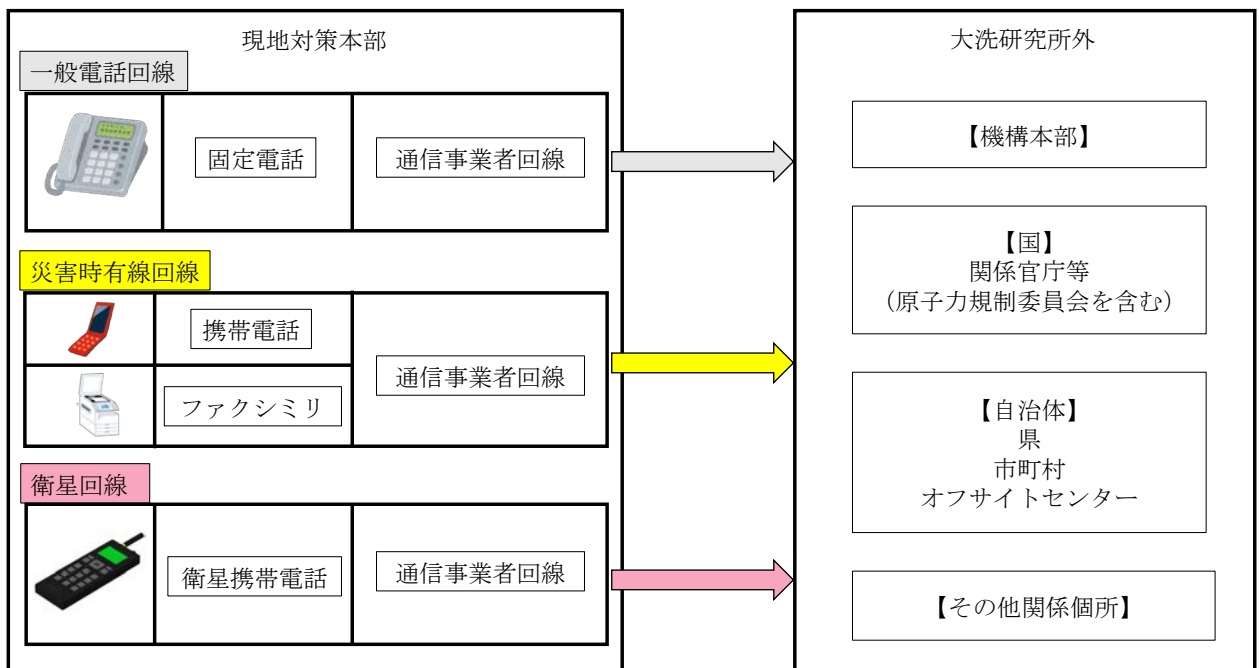 現地対策本部
一般電話回線
固定電話
通信事業者回線
災害時有線回線
携帯電話
ファクシミリ
通信事業者回線
衛星回線
衛星携帯電話
通信事業者回線
大洗研究所外
【機構本部】
【国】
関係官庁等
(原子力規制委員会を含む)
【自治体】
県
市町村
オフサイトセンター
【その他関係個所】